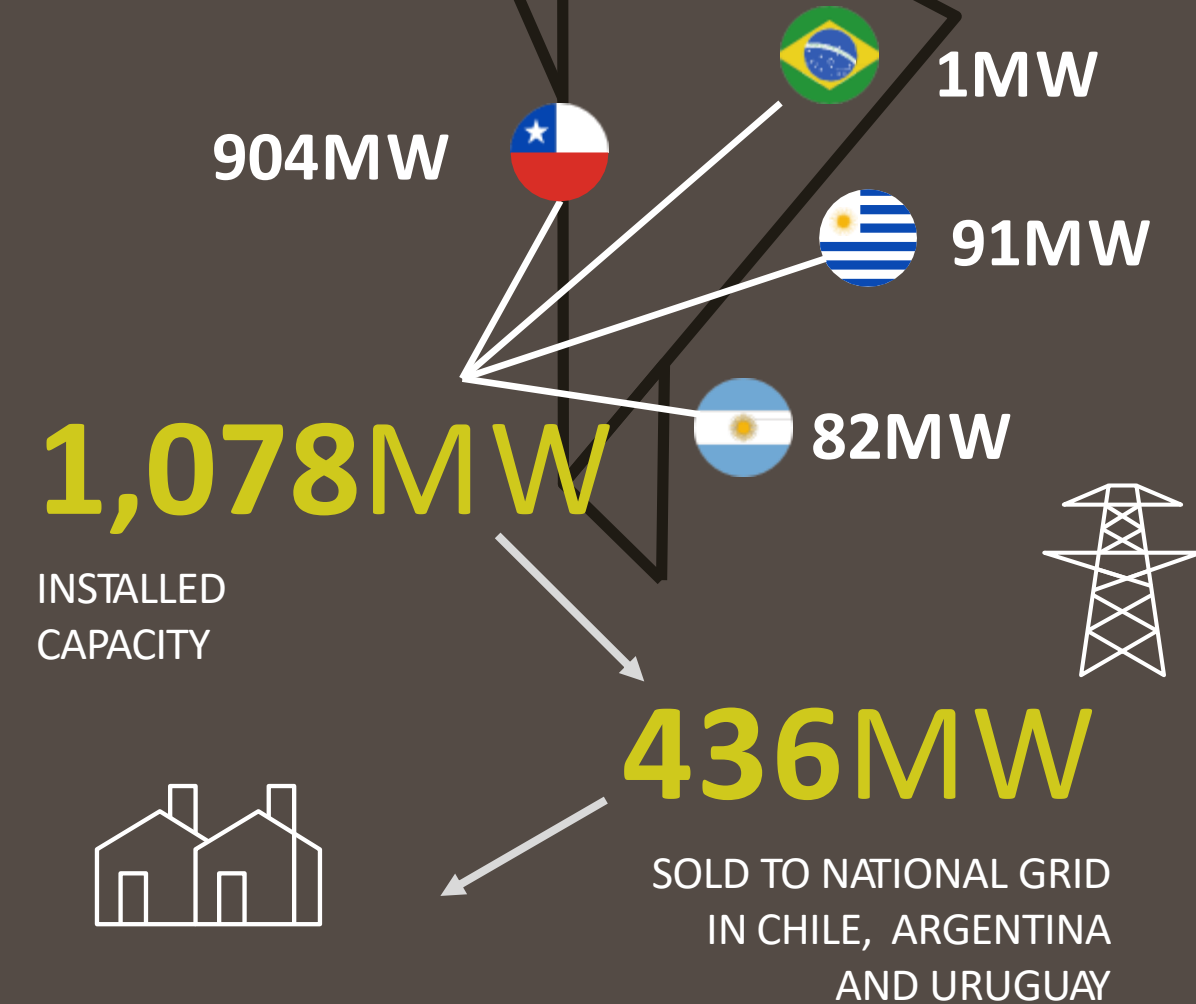 1MW
904MW
91MW
82MW
1,078MW
INSTALLED
CAPACITY
436MW
SOLD TO NATIONAL GRID
IN CHILE, ARGENTINA
AND URUGUAY